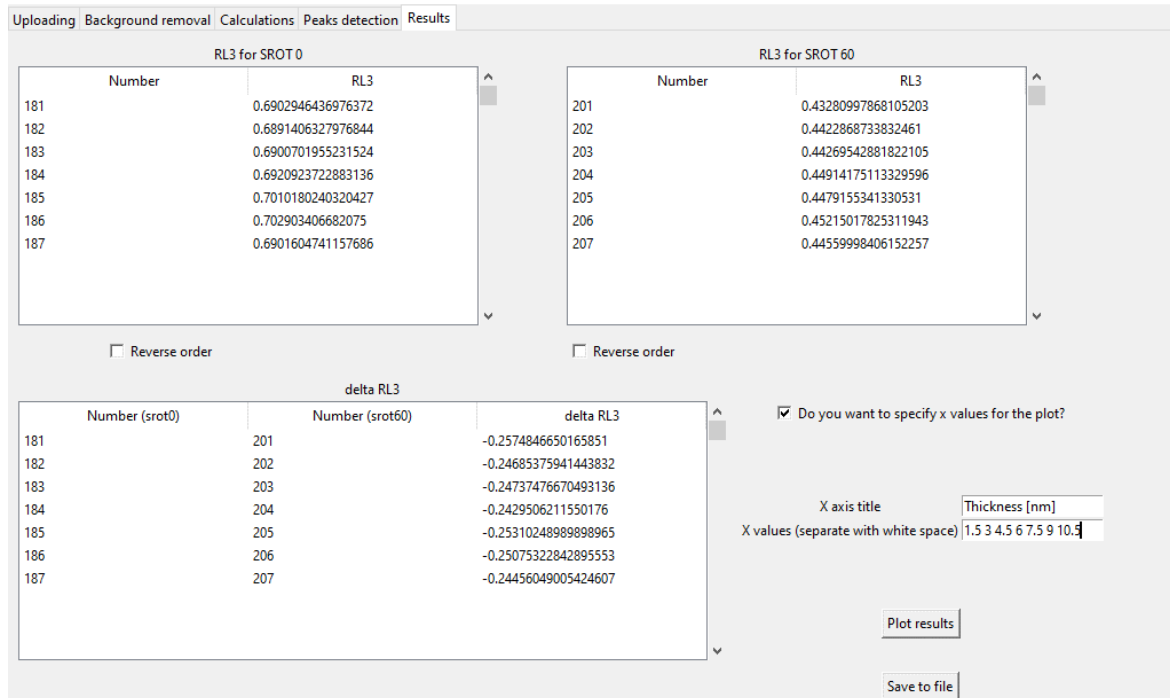 Uploading Background removal Calculations Peaks detection Results
RL3 for SROT 0
Number RL3
181 0.6902946436976372
182 0.6891406327976844
183 0.6900701955231524
184 0.6920923722883136
185 0.7010180240320427
186 0.702903406682075
187 0.6901604741157686
Reverse order
RL3 for SROT 60
Number RL3
201 0.43280997868105203
202 0.4422868733832461
203 0.44269542881822105
204 0.44914175113329596
205 0.4479155341330531
206 0.45215017825311943
207 0.44559998406152257
Reverse order
delta RL3
Number (srot0) Number (srot60) delta RL3
181 201 -0.2574846650165851
182 202 -0.24685375941443832
183 203 -0.24737476670493136
184 204 -0.2429506211550176
185 205 -0.25310248989898965
186 206 -0.25075322842895553
187 207 -0.24456049005424607
Do you want to specify x values for the plot?
X axis title Thickness [nm]
X values (separate with white space) 1.5 3 4.5 6 7.5 9 10.5
Plot results
Save to file